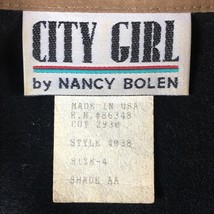 CITY GIRL
by NANCY BOLEN
MADE IN USA
R.N.#86348
CUT 2930
STYLE 4038
SIZE-4
SHADE AA